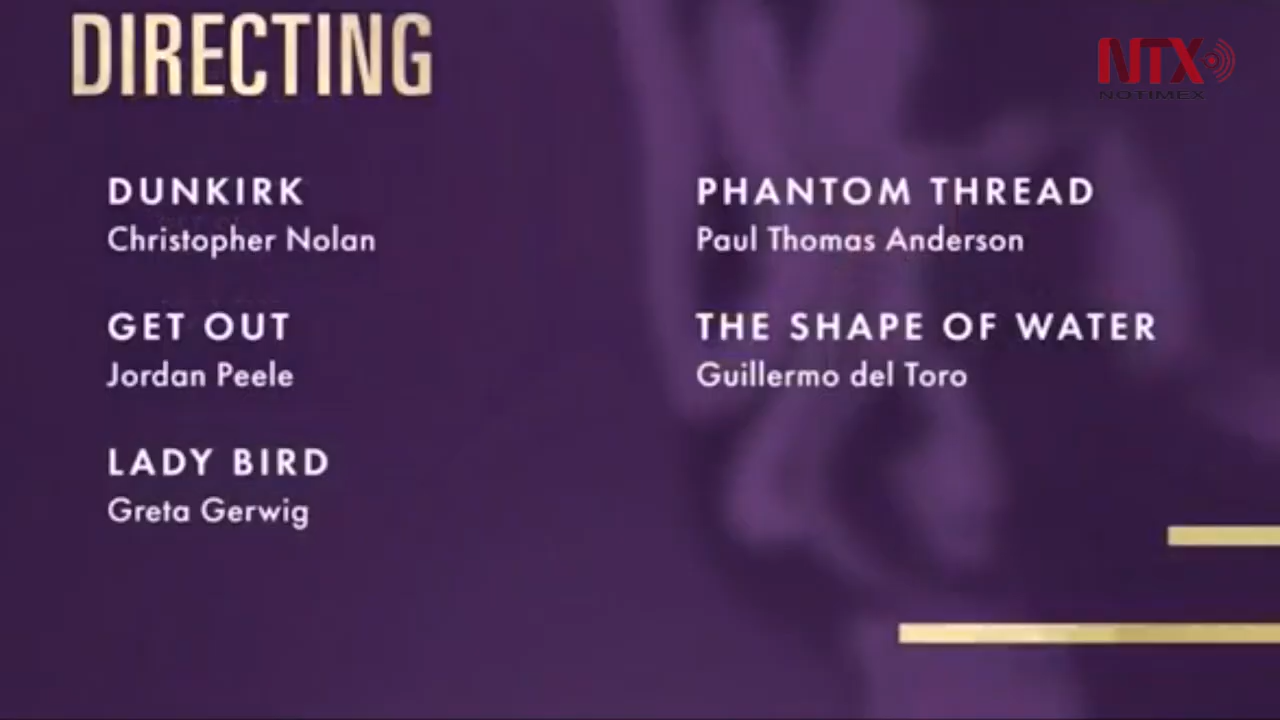 DIRECTING
NTX
NOTIMEX
DUNKIRK
Christopher Nolan
GET OUT
Jordan Peele
LADY BIRD
Greta Gerwig
PHANTOM THREAD
Paul Thomas Anderson
THE SHAPE OF WATER
Guillermo del Toro